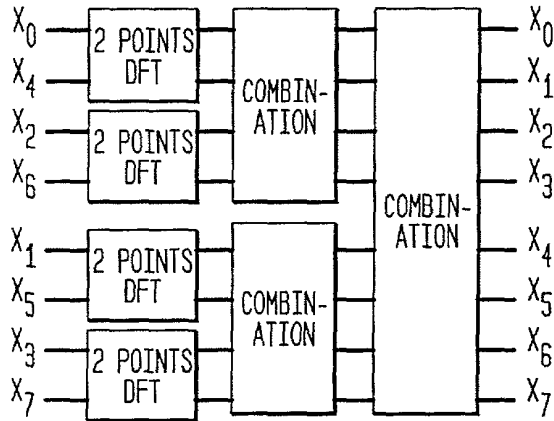 X0 2 POINTS DFT X0
X4 X1
X2 2 POINTS DFT X2
X6 X3
COMBIN-
ATION
X1 2 POINTS DFT X4
X5 X5
X3 2 POINTS DFT X6
X7 X7
COMBIN-
ATION
COMBIN-
ATION